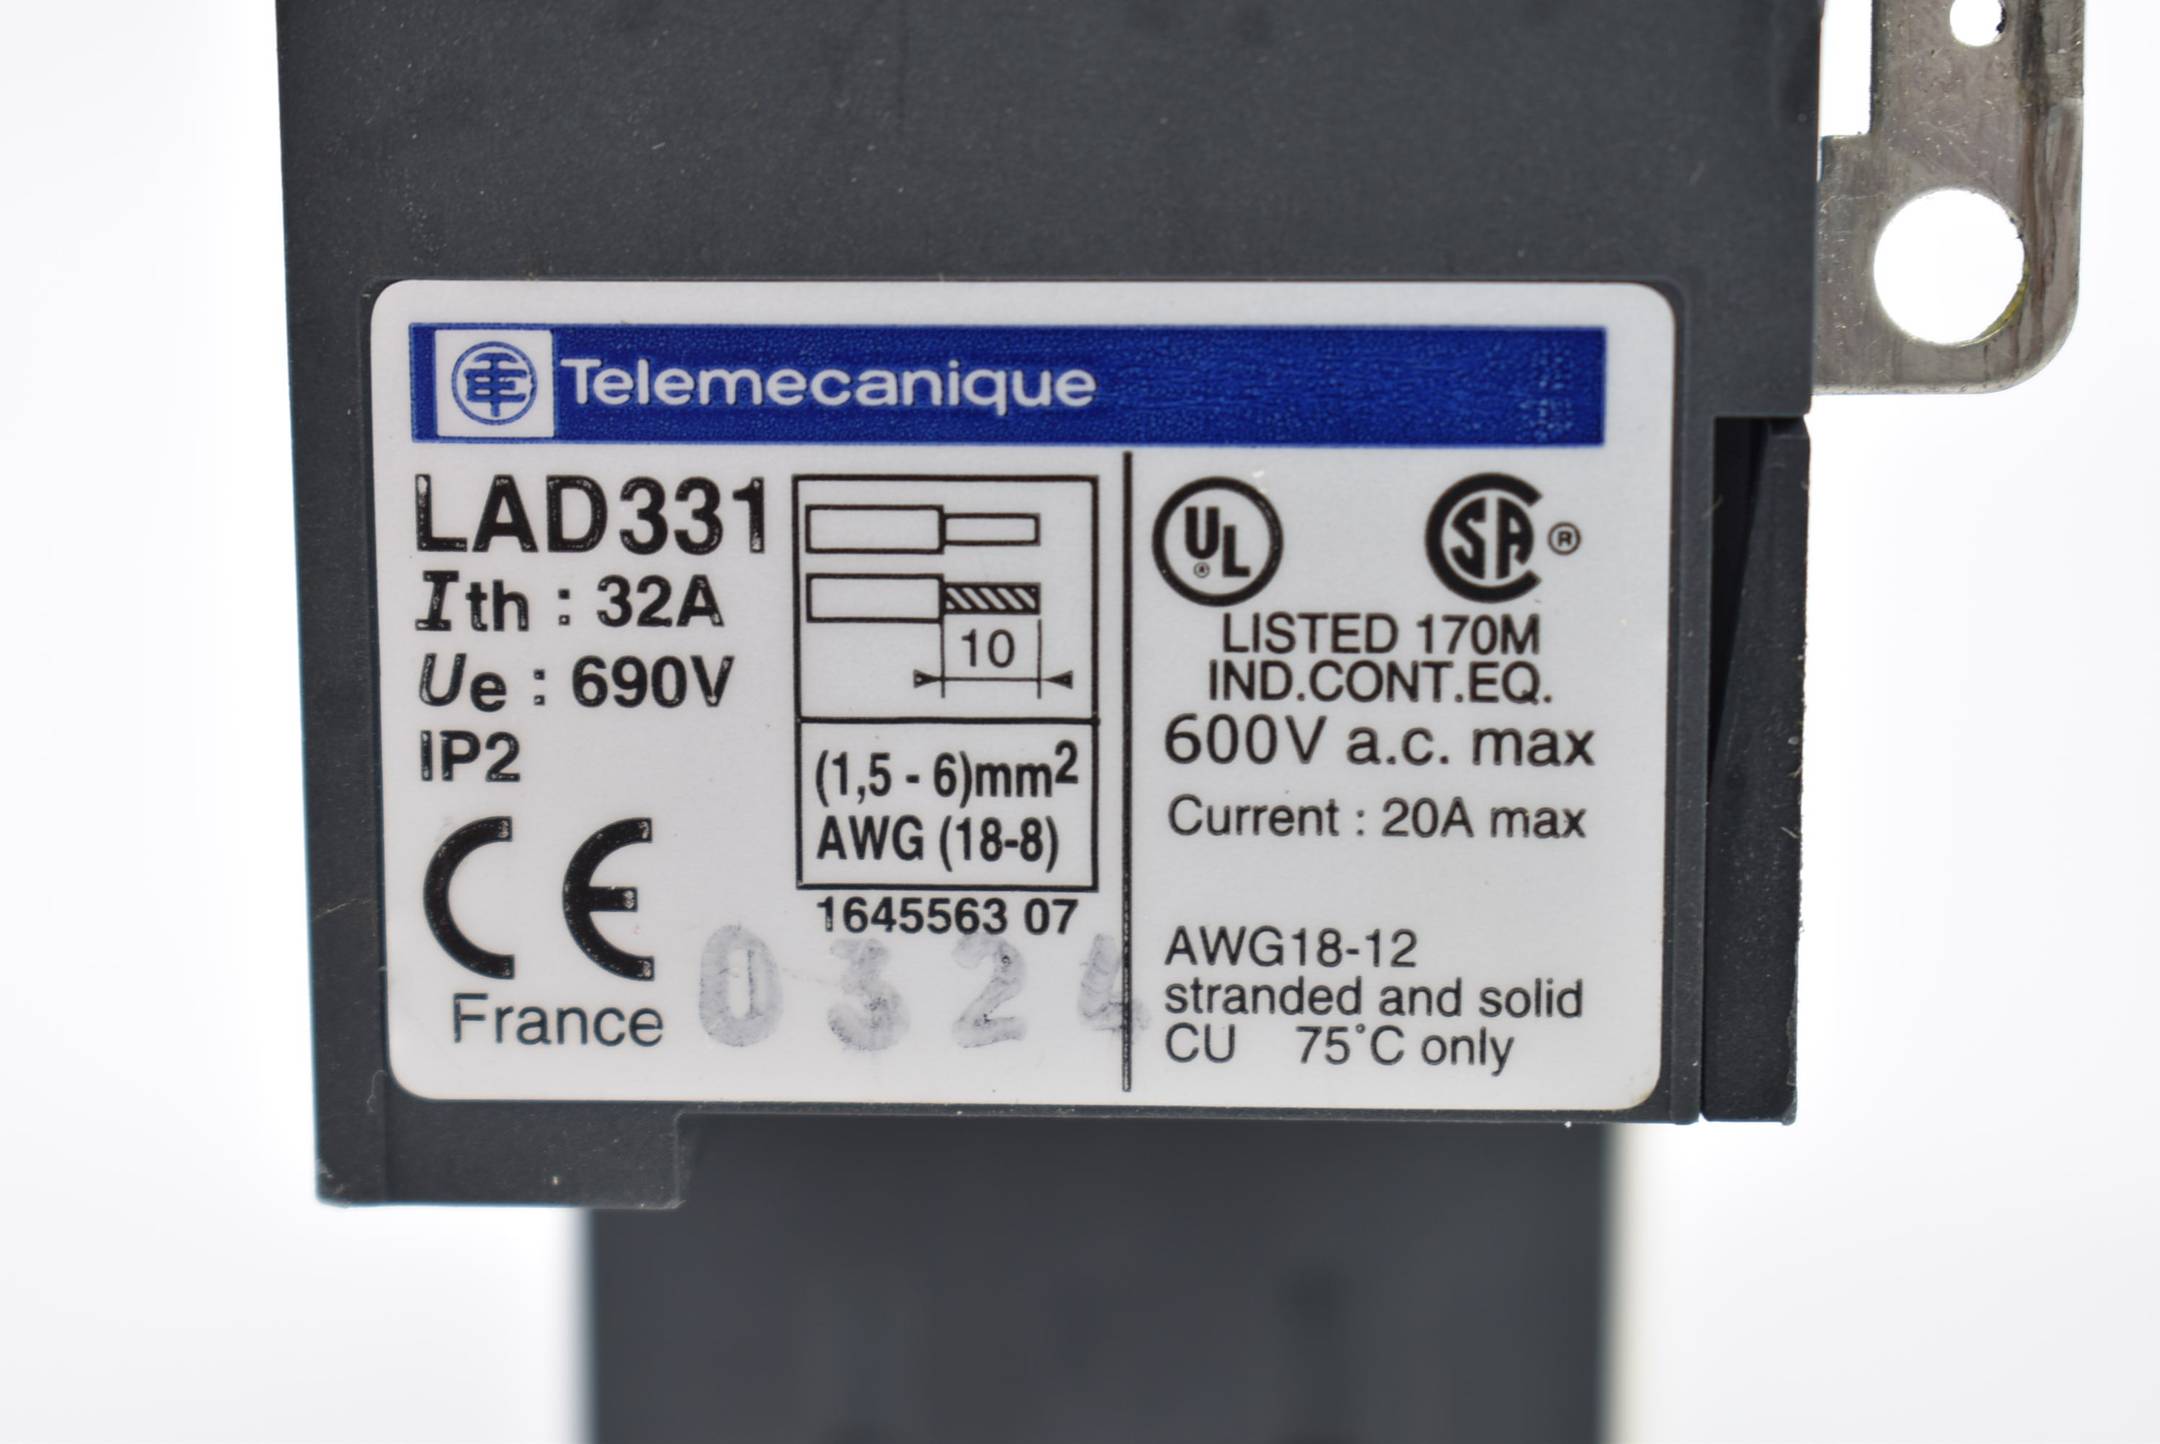 Telemecanique
LAD331
Ith : 32A
Ue : 690V
IP2
CE
France
10
(1,5 - 6)mm²
AWG (18-8)
1645563 07
0324
UL ®
SA ®
LISTED 170M
IND.CONT.EQ.
600V a.c. max
Current : 20A max
AWG18-12
stranded and solid
CU 75°C only